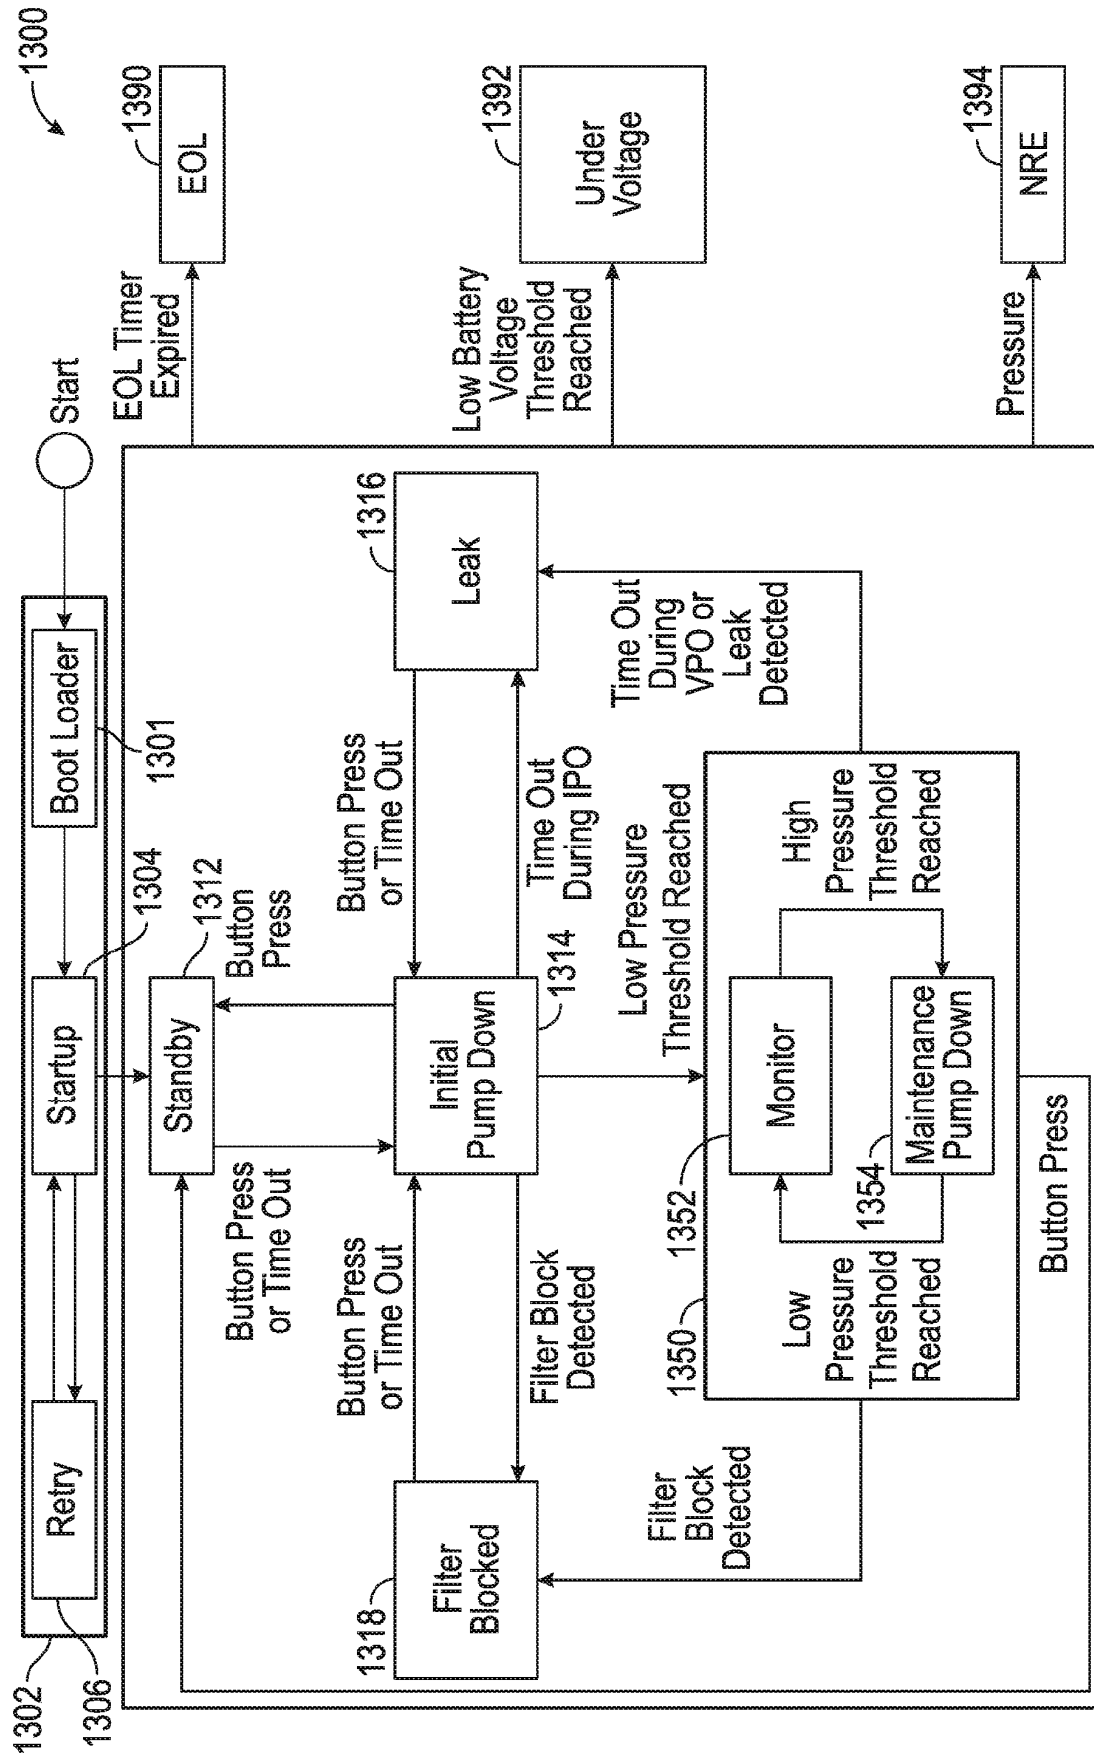 1300
1302
1306
Retry
Startup
1304
Boot Loader
1301
Start
Standby
1312
Button Press
or Time Out
Button
Press
EOL Timer
Expired
EOL
1390
1318
Filter
Blocked
Button Press
or Time Out
Filter Block
Detected
Initial
Pump Down
1314
Button Press
or Time Out
Time Out
During IPO
Leak
1316
Low Battery
Voltage
Threshold
Reached
Under
Voltage
1392
Filter
Block
Detected
Low Pressure
Threshold Reached
Time Out
During
VPO or
Leak
Detected
1350
1352
Monitor
Low
Pressure
Threshold
Reached
1354
Maintenance
Pump Down
High
Pressure
Threshold
Reached
Button Press
Pressure
NRE
1394